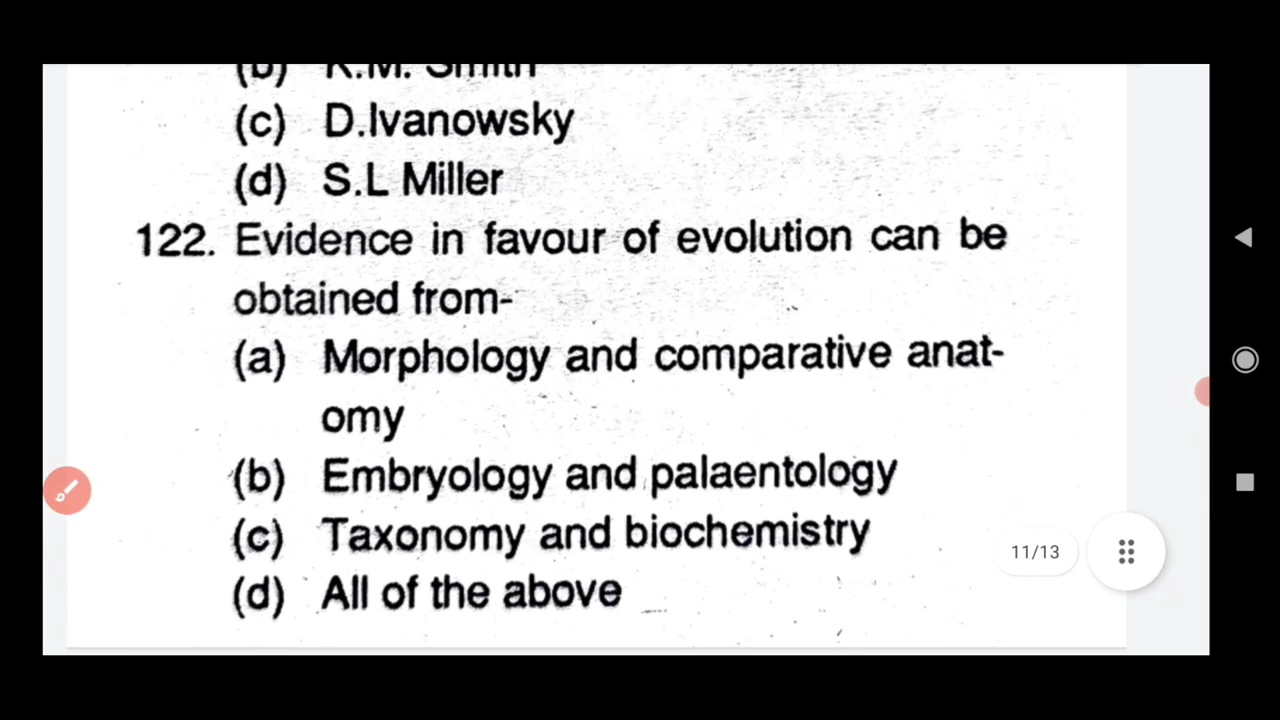 (b) K.M. Smith
(c) D.Ivanowsky
(d) S.L Miller
122. Evidence in favour of evolution can be
obtained from-
(a) Morphology and comparative anat-
omy
(b) Embryology and palaentology
(c) Taxonomy and biochemistry
11/13
(d) All of the above